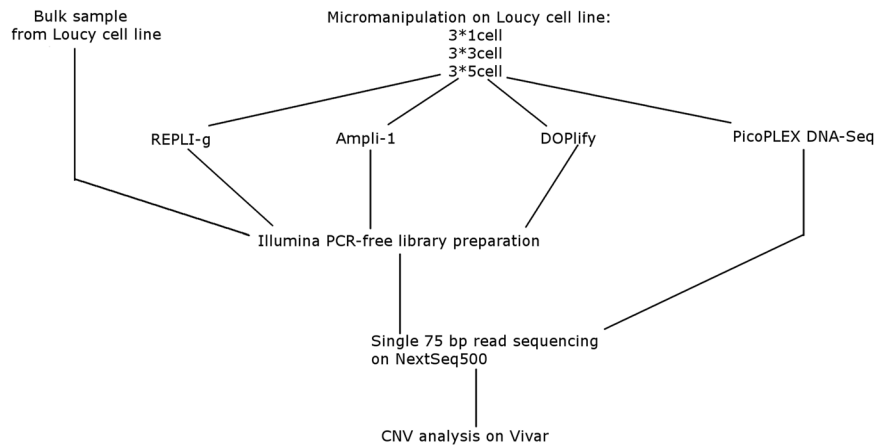 Bulk sample
from Loucy cell line
Micromanipulation on Loucy cell line:
3*1cell
3*3cell
3*5cell
REPLI-g
Ampli-1
DOPlify
PicoPLEX DNA-Seq
Illumina PCR-free library preparation
Single 75 bp read sequencing
on NextSeq500
CNV analysis on Vivar